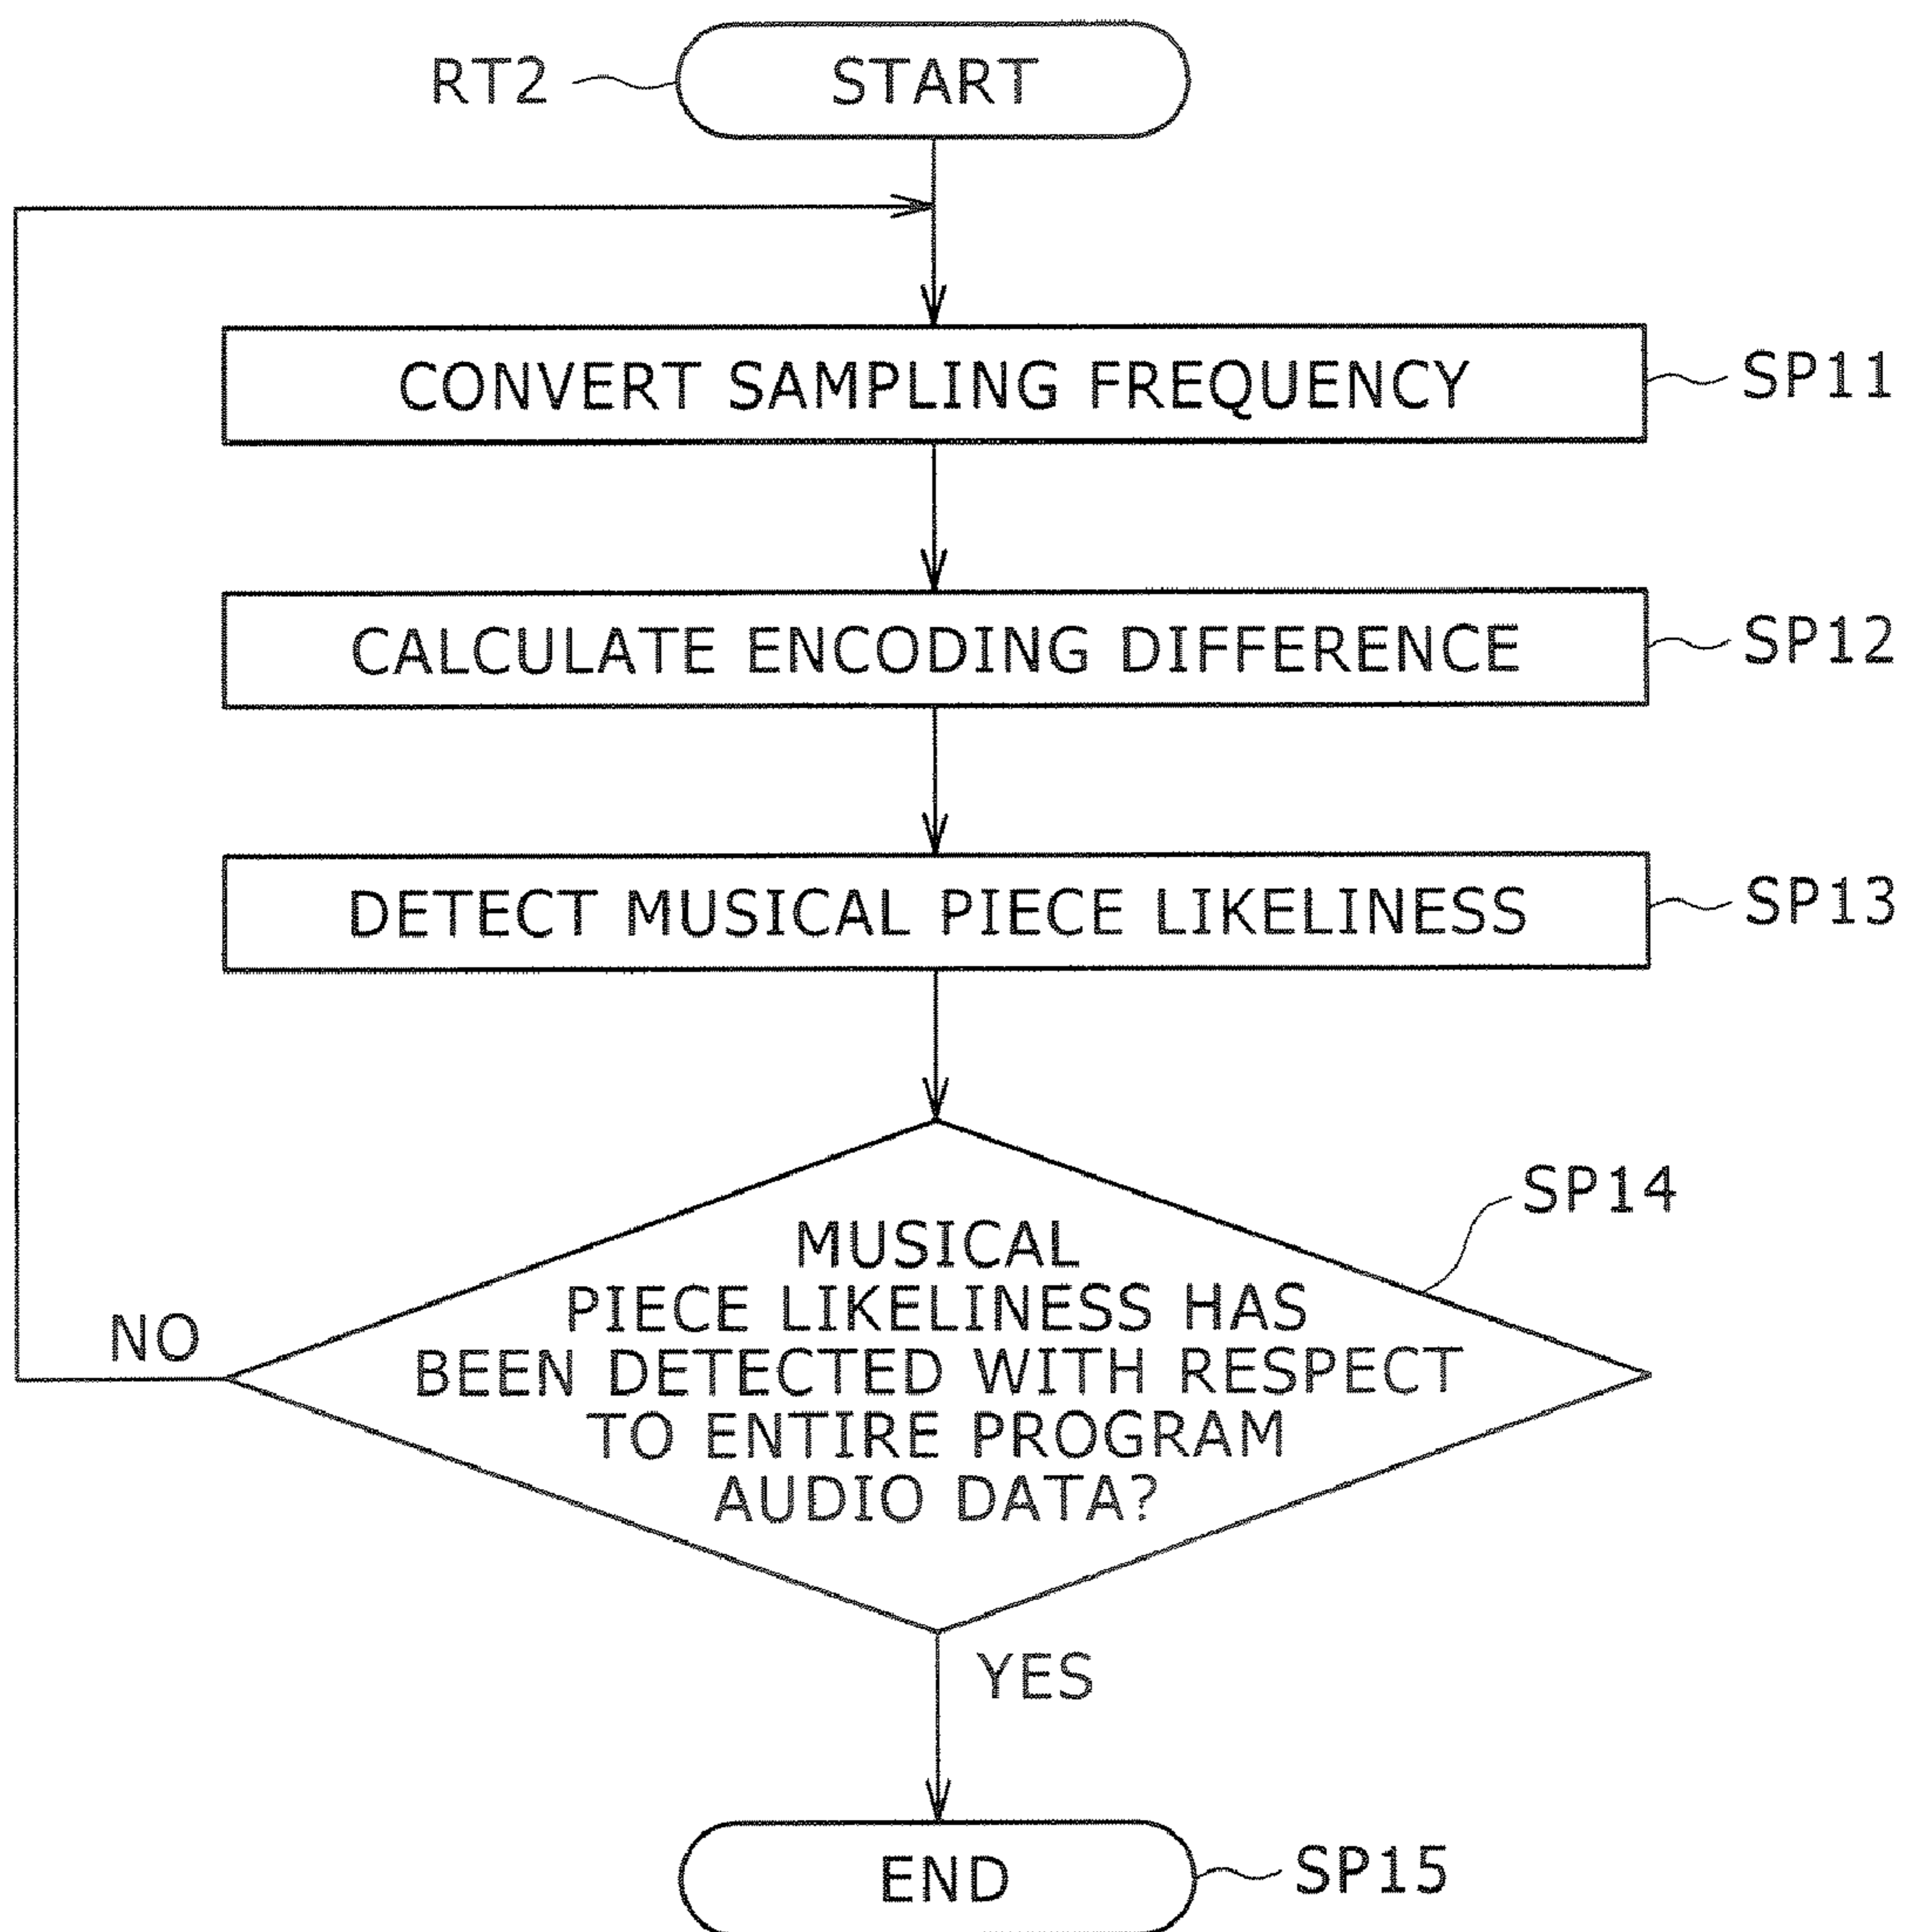 RT2
START
CONVERT SAMPLING FREQUENCY
SP11
CALCULATE ENCODING DIFFERENCE
SP12
DETECT MUSICAL PIECE LIKELINESS
SP13
SP14
MUSICAL
PIECE LIKELINESS HAS
BEEN DETECTED WITH RESPECT
TO ENTIRE PROGRAM
AUDIO DATA?
NO
YES
END
SP15